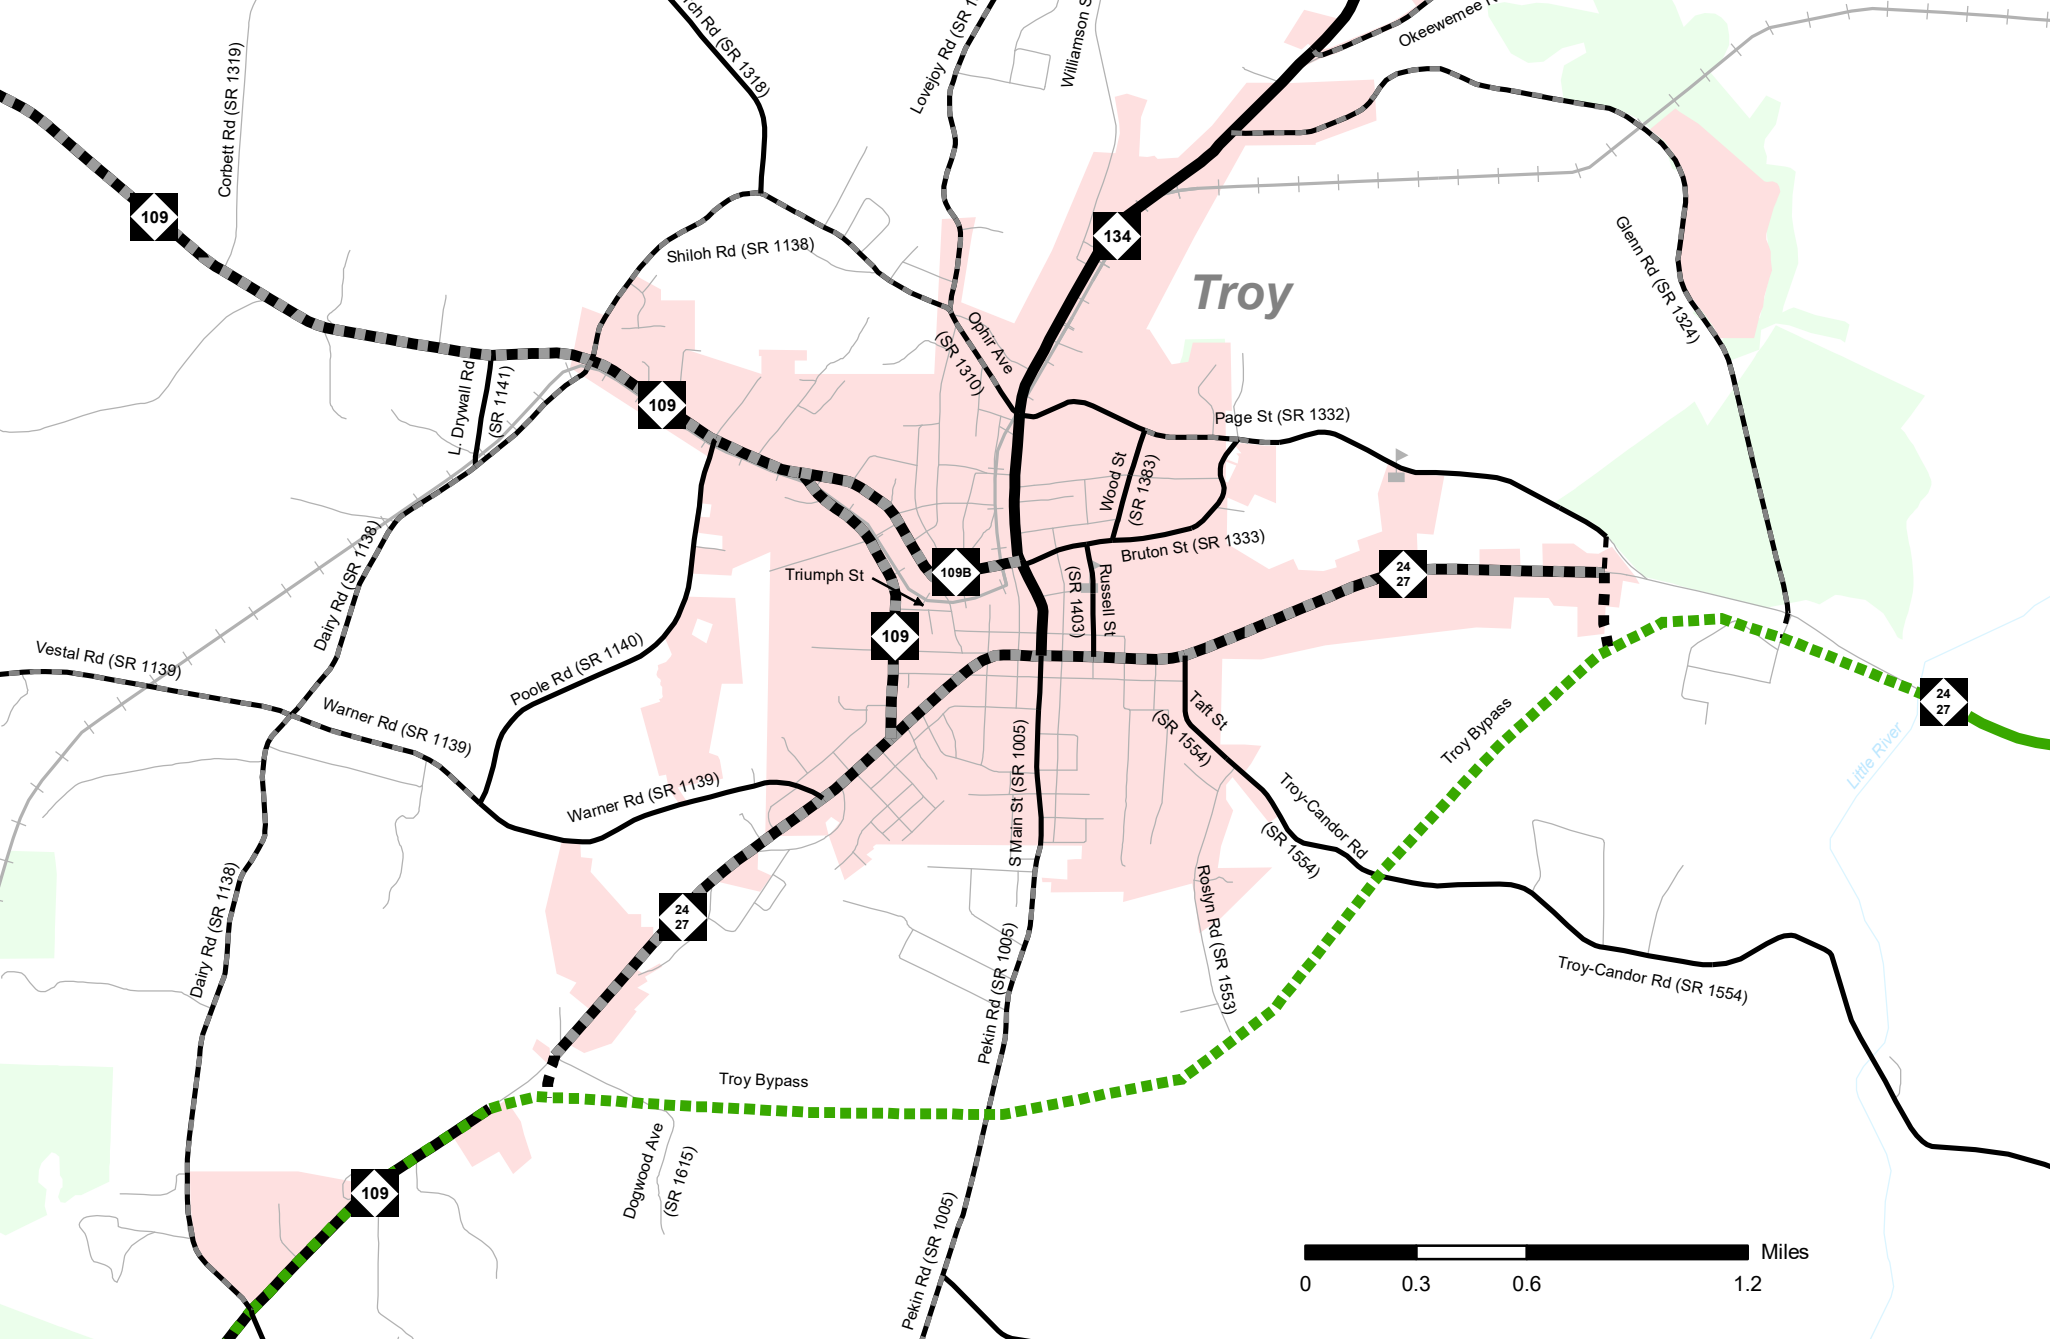 Corbett Rd (SR 1319)
rch Rd (SR 1318)
Lovejoy Rd (SR 1
Williamson S
Okeewemee R
109
Shiloh Rd (SR 1138)
134
Troy
Glenn Rd (SR 1324)
L. Drywall Rd
(SR 1141)
109
Ophir Ave
(SR 1310)
Page St (SR 1332)
Wood St
(SR 1383)
Bruton St (SR 1333)
Dairy Rd (SR 1138)
Triumph St
109B
Russell St
(SR 1403)
24
27
109
Vestal Rd (SR 1139)
Warner Rd (SR 1139)
Poole Rd (SR 1140)
Warner Rd (SR 1139)
Taft St
(SR 1554)
Troy Bypass
24
27
Little River
S Main St (SR 1005)
Troy-Candor Rd
(SR 1554)
24
27
Dairy Rd (SR 1138)
Roslyn Rd (SR 1553)
Pekin Rd (SR 1005)
Troy-Candor Rd (SR 1554)
Troy Bypass
Dogwood Ave
(SR 1615)
109
Pekin Rd (SR 1005)
Miles
0 0.3 0.6 1.2